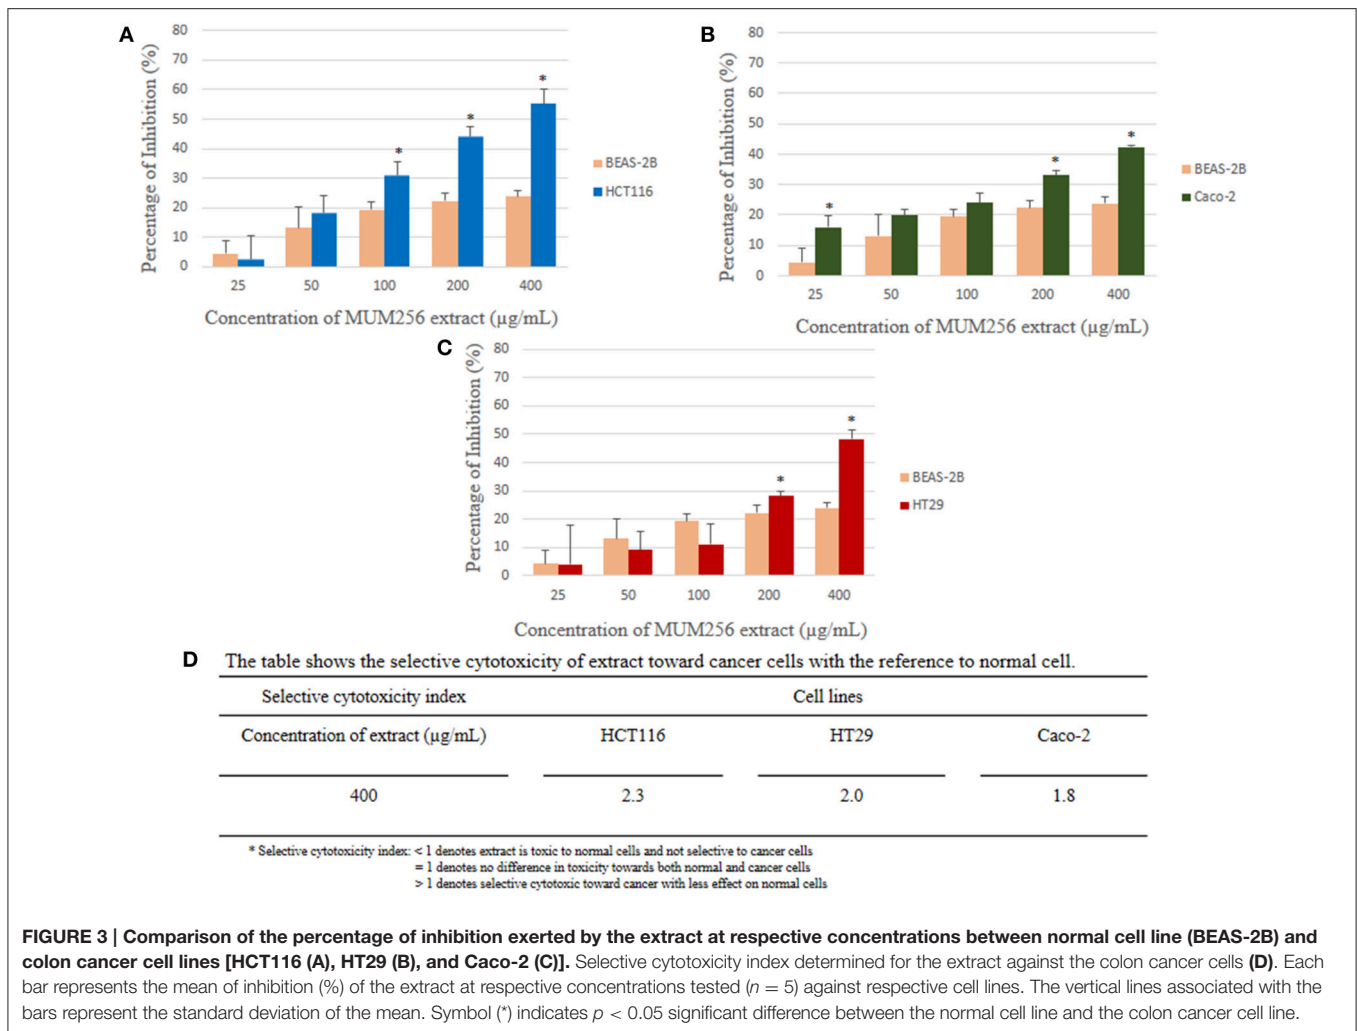 A
80
70
60
50
40
30
20
10
0
Percentage of Inhibition (%)
*
*
*
BEAS-2B
HCT116
25 50 100 200 400
Concentration of MUM256 extract (µg/mL)
B
80
70
60
50
40
30
20
10
0
Percentage of Inhibition (%)
*
*
*
BEAS-2B
Caco-2
25 50 100 200 400
Concentration of MUM256 extract (µg/mL)
C
80
70
60
50
40
30
20
10
0
Percentage of Inhibition (%)
*
*
BEAS-2B
HT29
25 50 100 200 400
Concentration of MUM256 extract (µg/mL)
D The table shows the selective cytotoxicity of extract toward cancer cells with the reference to normal cell.
Selective cytotoxicity index Cell lines
Concentration of extract (µg/mL) HCT116 HT29 Caco-2
400 2.3 2.0 1.8
* Selective cytotoxicity index: < 1 denotes extract is toxic to normal cells and not selective to cancer cells
= 1 denotes no difference in toxicity towards both normal and cancer cells
> 1 denotes selective cytotoxic toward cancer with less effect on normal cells
FIGURE 3 | Comparison of the percentage of inhibition exerted by the extract at respective concentrations between normal cell line (BEAS-2B) and
colon cancer cell lines [HCT116 (A), HT29 (B), and Caco-2 (C)]. Selective cytotoxicity index determined for the extract against the colon cancer cells (D). Each
bar represents the mean of inhibition (%) of the extract at respective concentrations tested (n = 5) against respective cell lines. The vertical lines associated with the
bars represent the standard deviation of the mean. Symbol (*) indicates p < 0.05 significant difference between the normal cell line and the colon cancer cell line.